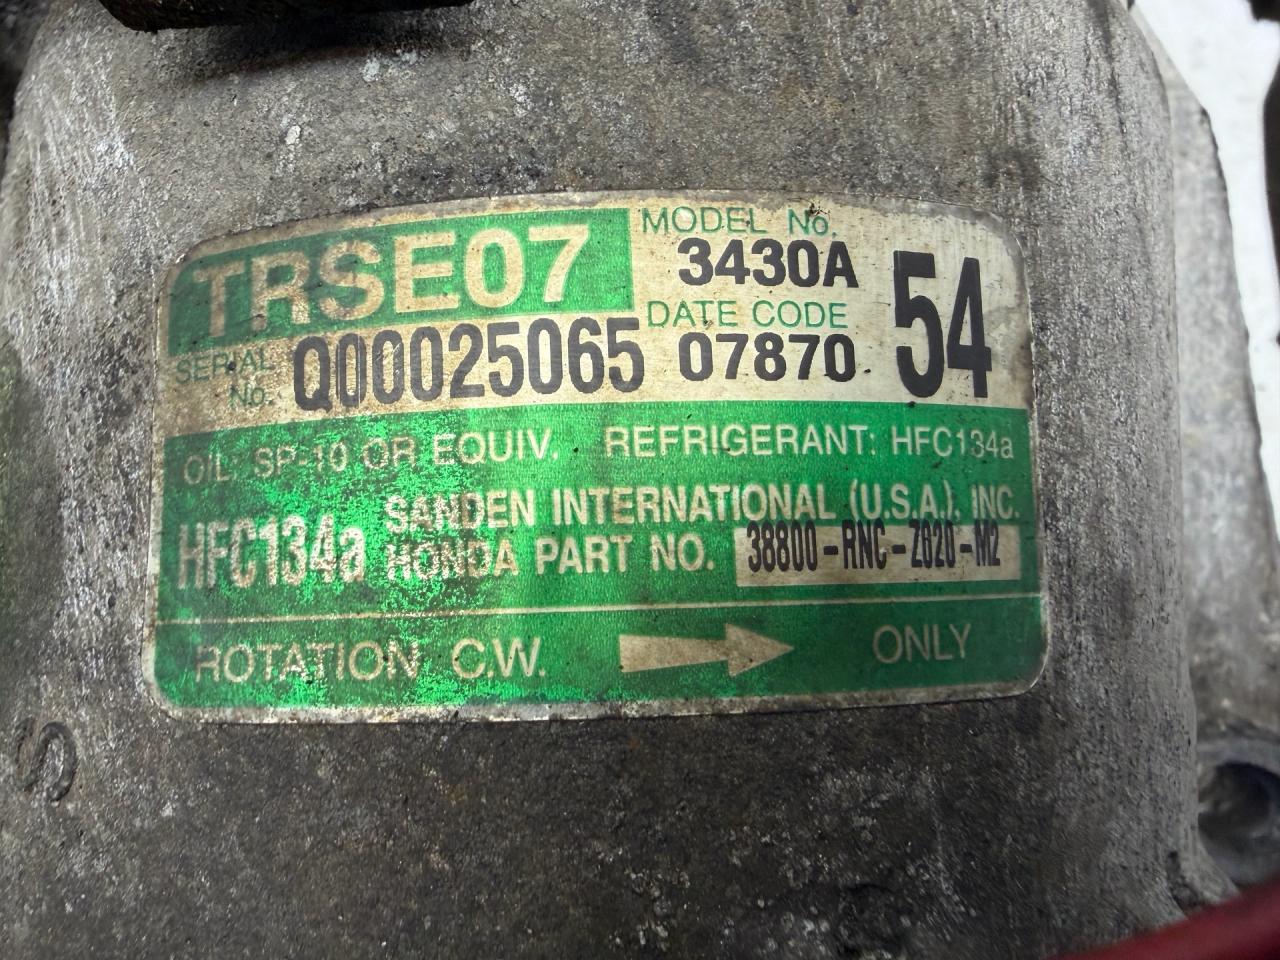 TRSE07
MODEL No.
3430A
54
DATE CODE
07870
SERIAL No.
Q00025065
OIL: SP-10 OR EQUIV. REFRIGERANT: HFC134a
SANDEN INTERNATIONAL (U.S.A.), INC.
HFC134a HONDA PART NO. 38800-RNC-Z620-M2
ROTATION C.W. ONLY
S